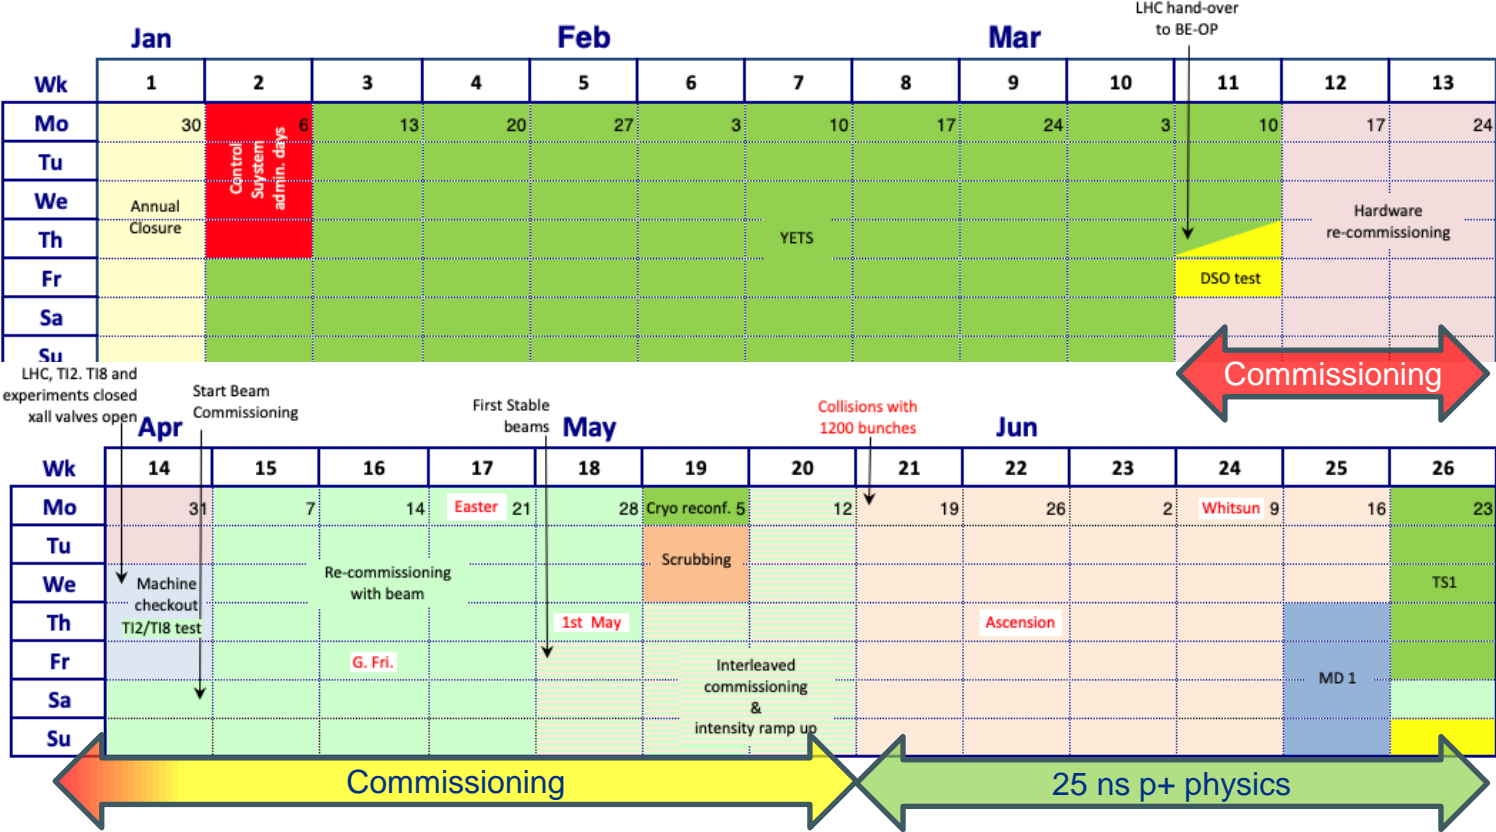 LHC hand-over
to BE-OP
Jan Feb Mar
Wk 1 2 3 4 5 6 7 8 9 10 11 12 13
Mo 30 6 13 20 27 3 10 17 24 3 10 17 24
Tu
We
Th
Fr
Sa
Su
Control
Suystem
admin. days
Annual
Closure
YETS
DSO test
Hardware
re-commissioning
Commissioning
LHC, TI2. TI8 and
experiments closed
xall valves open
Start Beam
Commissioning
First Stable
beams
Collisions with
1200 bunches
Apr May Jun
Wk 14 15 16 17 18 19 20 21 22 23 24 25 26
Mo 31 7 14 Easter 21 28 Cryo reconf. 5 12 19 26 2 Whitsun 9 16 23
Tu
We
Th
Fr
Sa
Su
Machine
checkout
TI2/TI8 test
Re-commissioning
with beam
G. Fri.
1st May
Scrubbing
Interleaved
commissioning
&
intensity ramp up
Ascension
MD 1
TS1
Commissioning
25 ns p+ physics